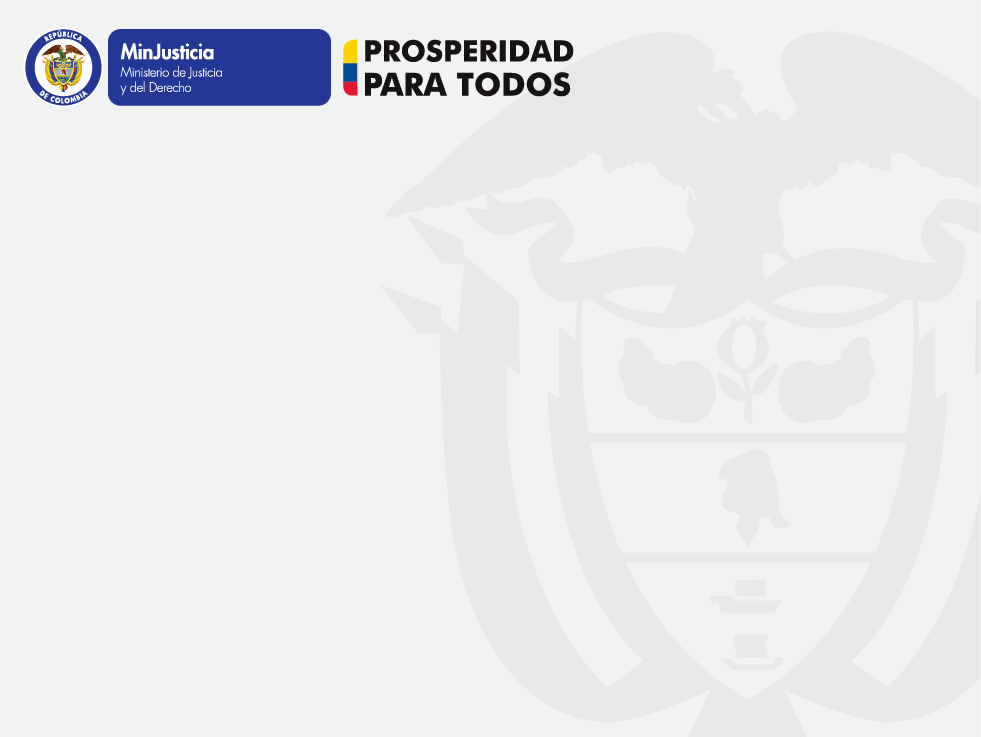 REPÚBLICA
DE COLOMBIA
MinJusticia
Ministerio de Justicia
y del Derecho
PROSPERIDAD
PARA TODOS